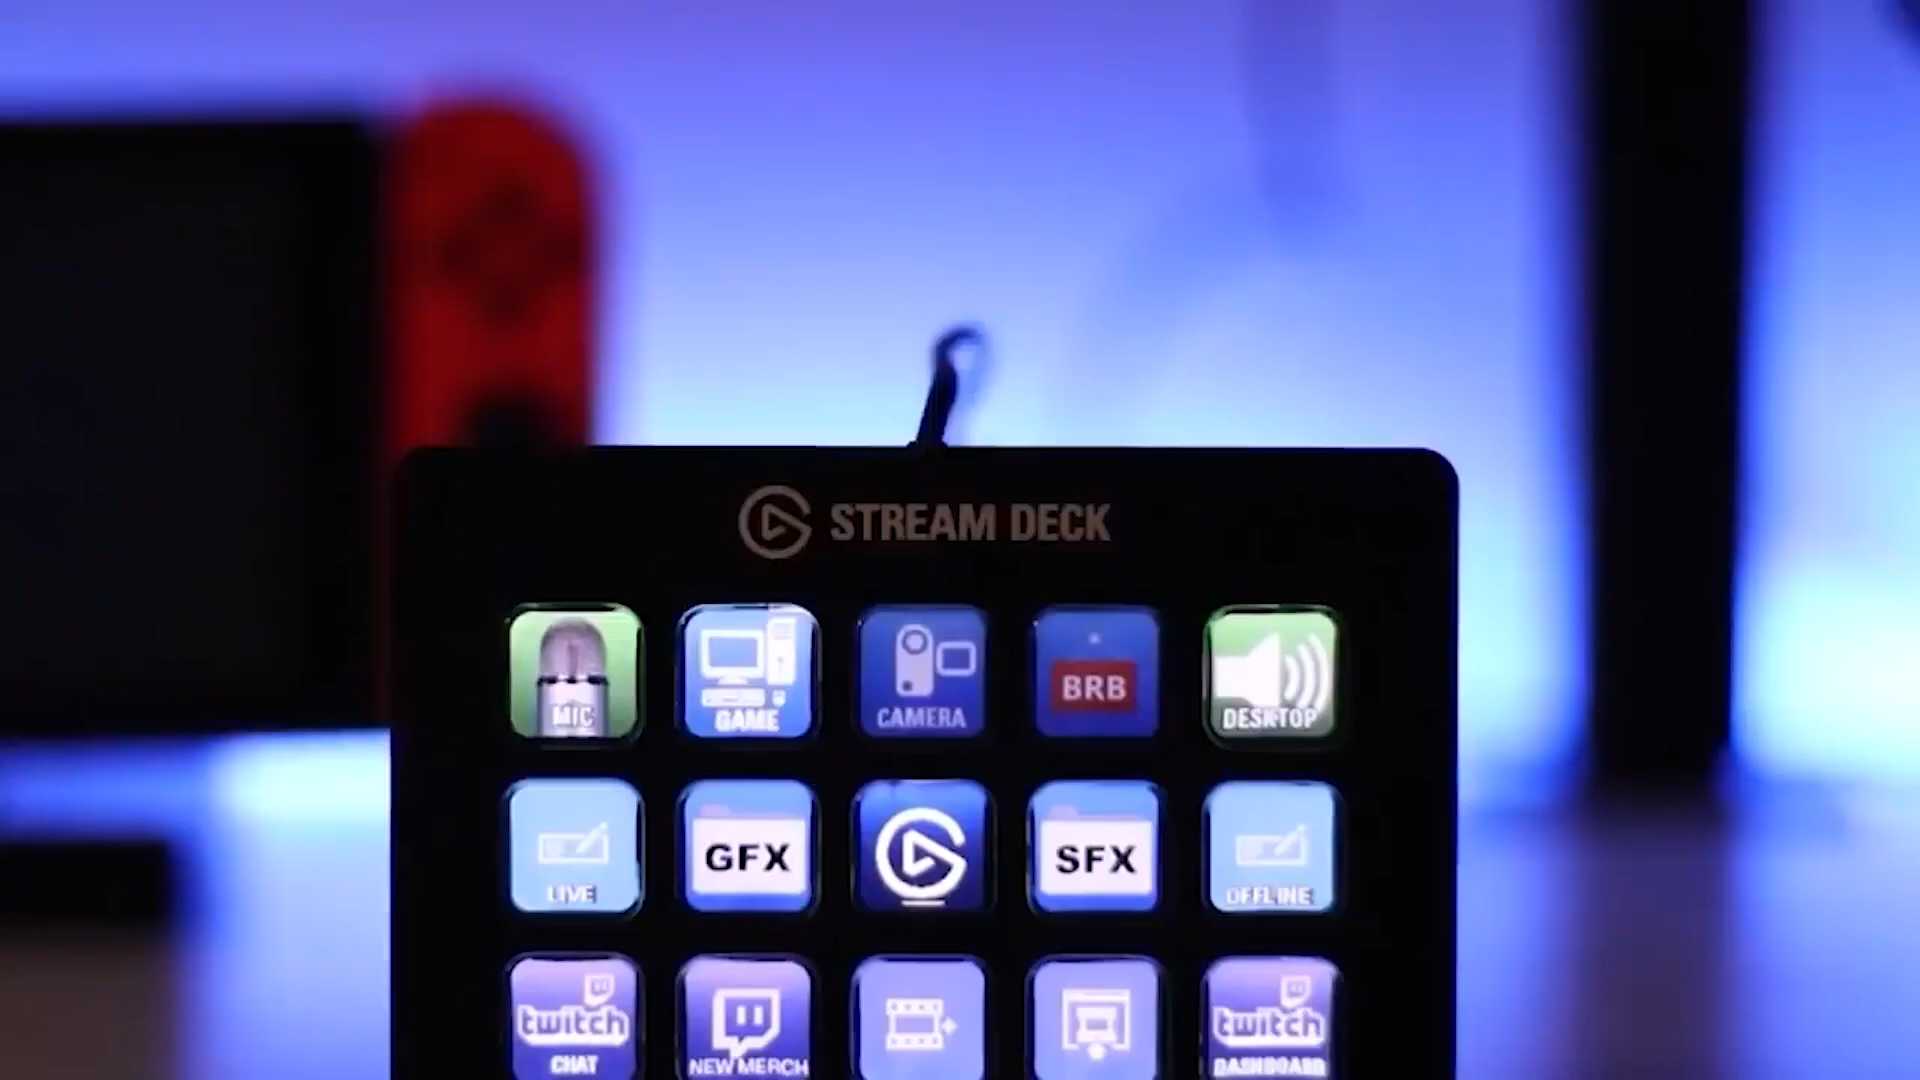 STREAM DECK
MIC
GAME
CAMERA
BRB
DESKTOP
LIVE
GFX
SFX
OFFLINE
twitch
CHAT
NEW MERCH
twitch
DASHBOARD